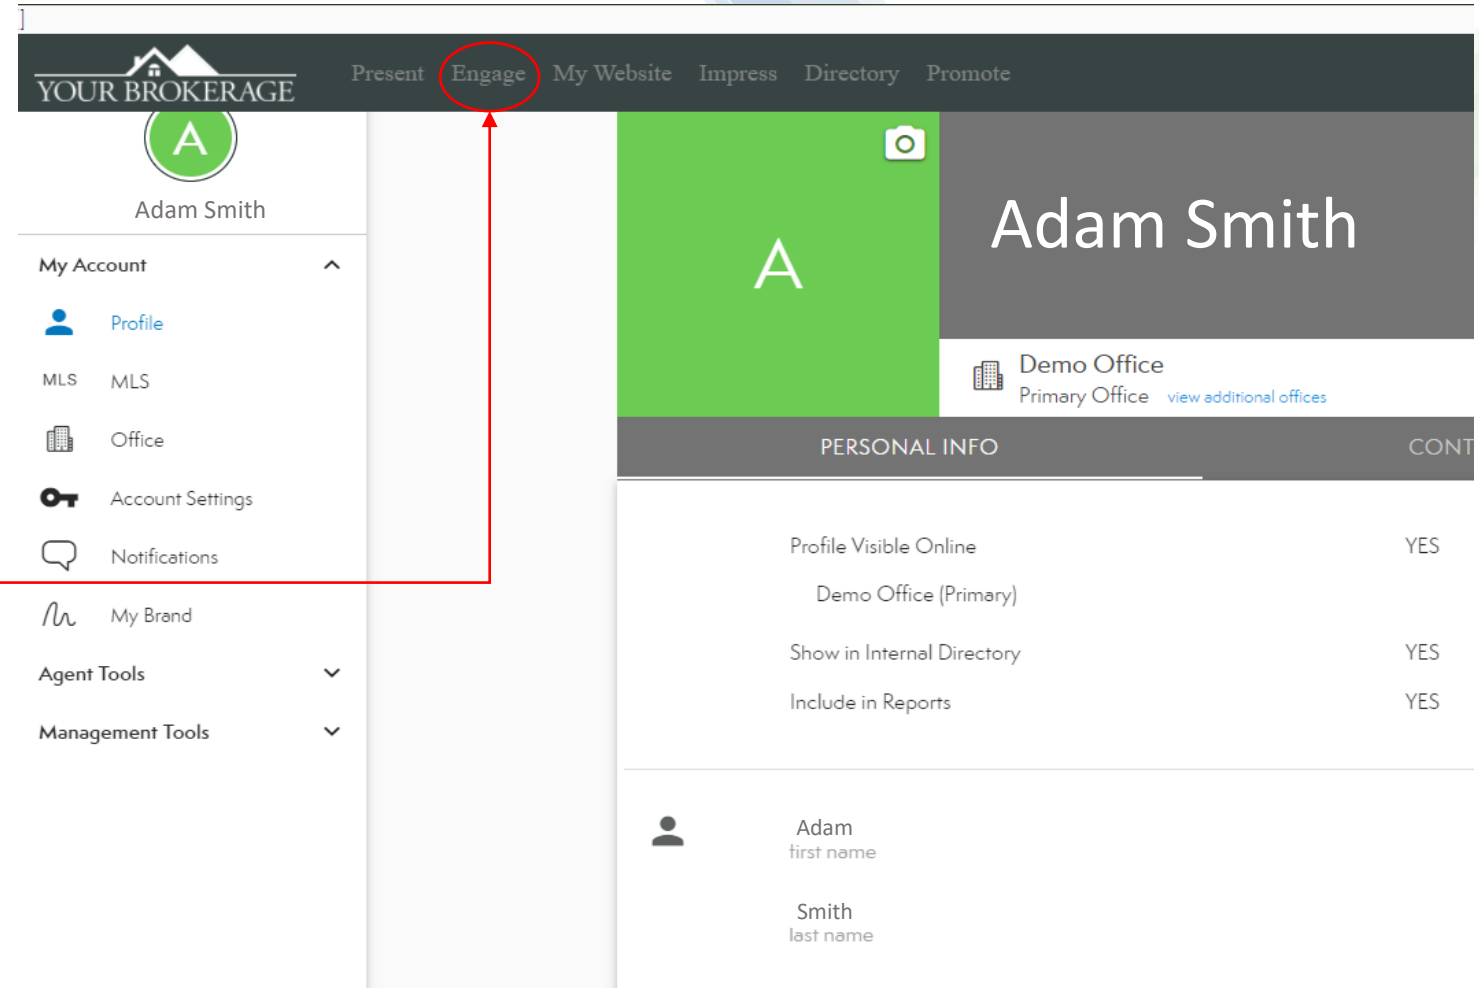 ]
YOUR BROKERAGE
Present Engage My Website Impress Directory Promote
A
Adam Smith
My Account
Profile
MLS MLS
Office
Account Settings
Notifications
My Brand
Agent Tools
Management Tools
A
Adam Smith
Demo Office
Primary Office view additional offices
PERSONAL INFO CONT
Profile Visible Online YES
Demo Office (Primary)
Show in Internal Directory YES
Include in Reports YES
Adam
first name
Smith
last name